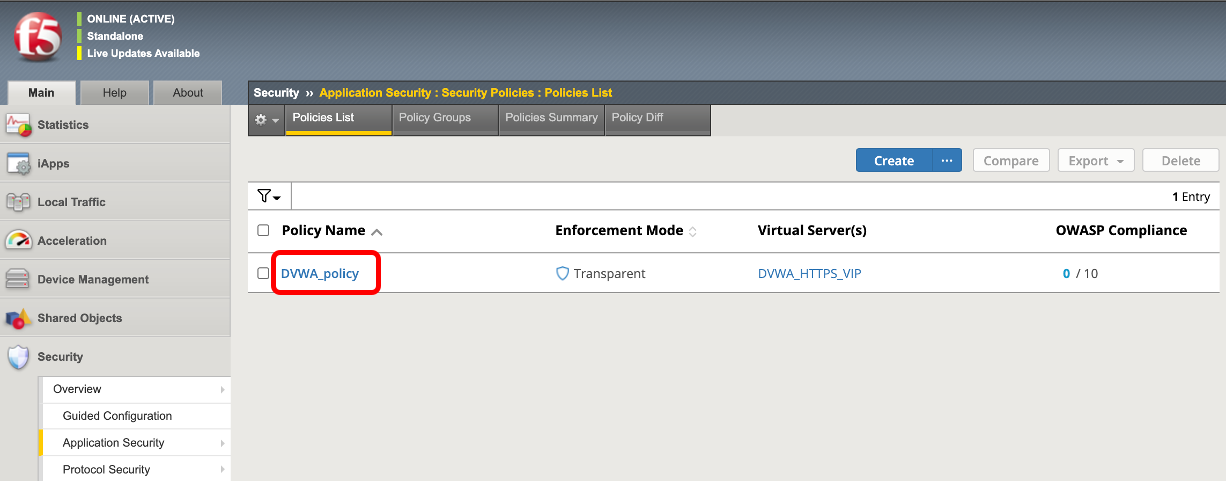 f5
ONLINE (ACTIVE)
Standalone
Live Updates Available
Main Help About
Statistics
iApps
Local Traffic
Acceleration
Device Management
Shared Objects
Security
Overview
Guided Configuration
Application Security
Protocol Security
Security ›› Application Security : Security Policies : Policies List
Policies List Policy Groups Policies Summary Policy Diff
Create ... Compare Export Delete
1 Entry
Policy Name Enforcement Mode Virtual Server(s) OWASP Compliance
DVWA_policy Transparent DVWA_HTTPS_VIP 0 / 10